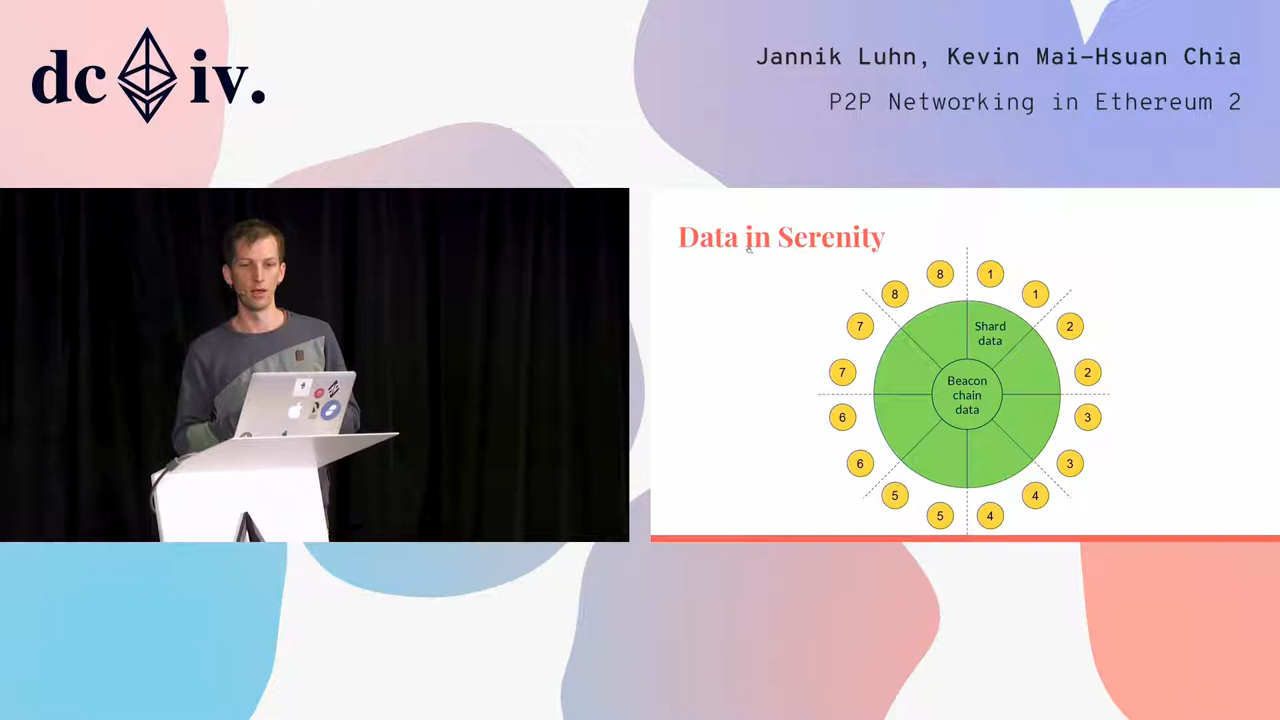 dc iv.
Jannik Luhn, Kevin Mai-Hsuan Chia
P2P Networking in Ethereum 2
Data in Serenity
8
1
8
1
7
2
Shard
data
7
2
Beacon
chain
data
6
3
6
3
5
4
5
4